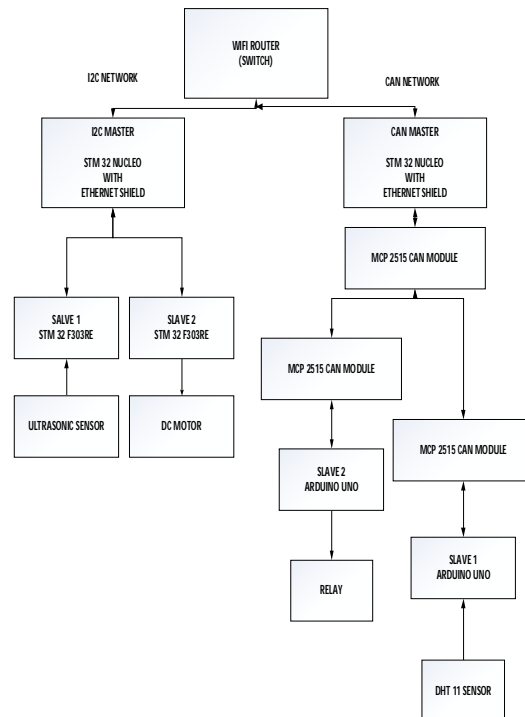 WIFI ROUTER
(SWITCH)
I2C NETWORK
CAN NETWORK
I2C MASTER
STM 32 NUCLEO
WITH
ETHERNET SHIELD
CAN MASTER
STM 32 NUCLEO
WITH
ETHERNET SHIELD
MCP 2515 CAN MODULE
SALVE 1
STM 32 F303RE
SLAVE 2
STM 32 F303RE
MCP 2515 CAN MODULE
ULTRASONIC SENSOR
DC MOTOR
MCP 2515 CAN MODULE
SLAVE 2
ARDUINO UNO
SLAVE 1
ARDUINO UNO
RELAY
DHT 11 SENSOR